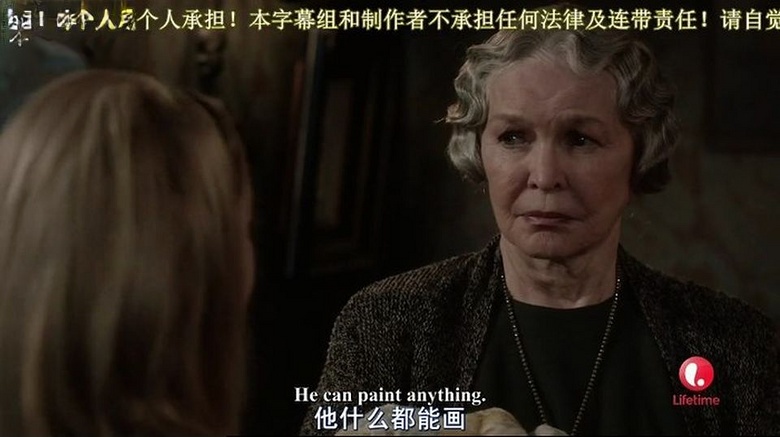 个人承担！本字幕组和制作者不承担任何法律及连带责任！请自觉
He can paint anything.
他什么都能画
Lifetime